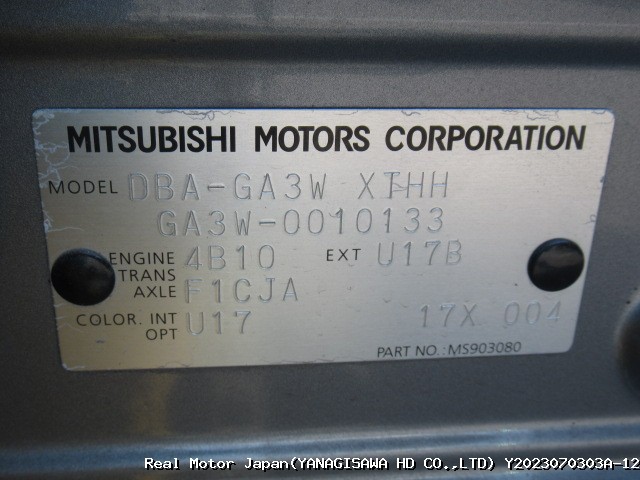 MITSUBISHI MOTORS CORPORATION
MODEL DBA-GA3W XTHH
GA3W-0010133
ENGINE 4B10 EXT U17B
TRANS
AXLE F1CJA
COLOR. INT U17 17X 004
OPT
PART NO.: MS903080
Real Motor Japan(YANAGISAWA HD CO.,LTD) Y2023070303A-12